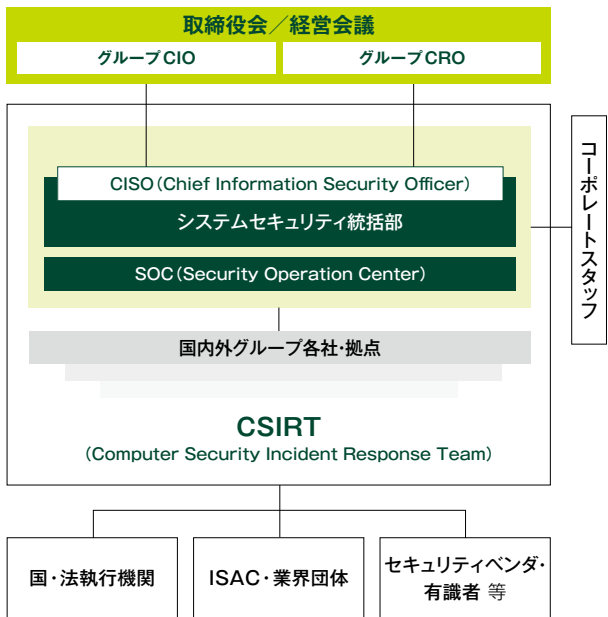 取締役会／経営会議
グループCIO
グループCRO
CISO（Chief Information Security Officer）
システムセキュリティ統括部
SOC（Security Operation Center）
コーポレートスタッフ
国内外グループ各社・拠点
CSIRT
（Computer Security Incident Response Team）
国・法執行機関
ISAC・業界団体
セキュリティベンダ・
有識者 等